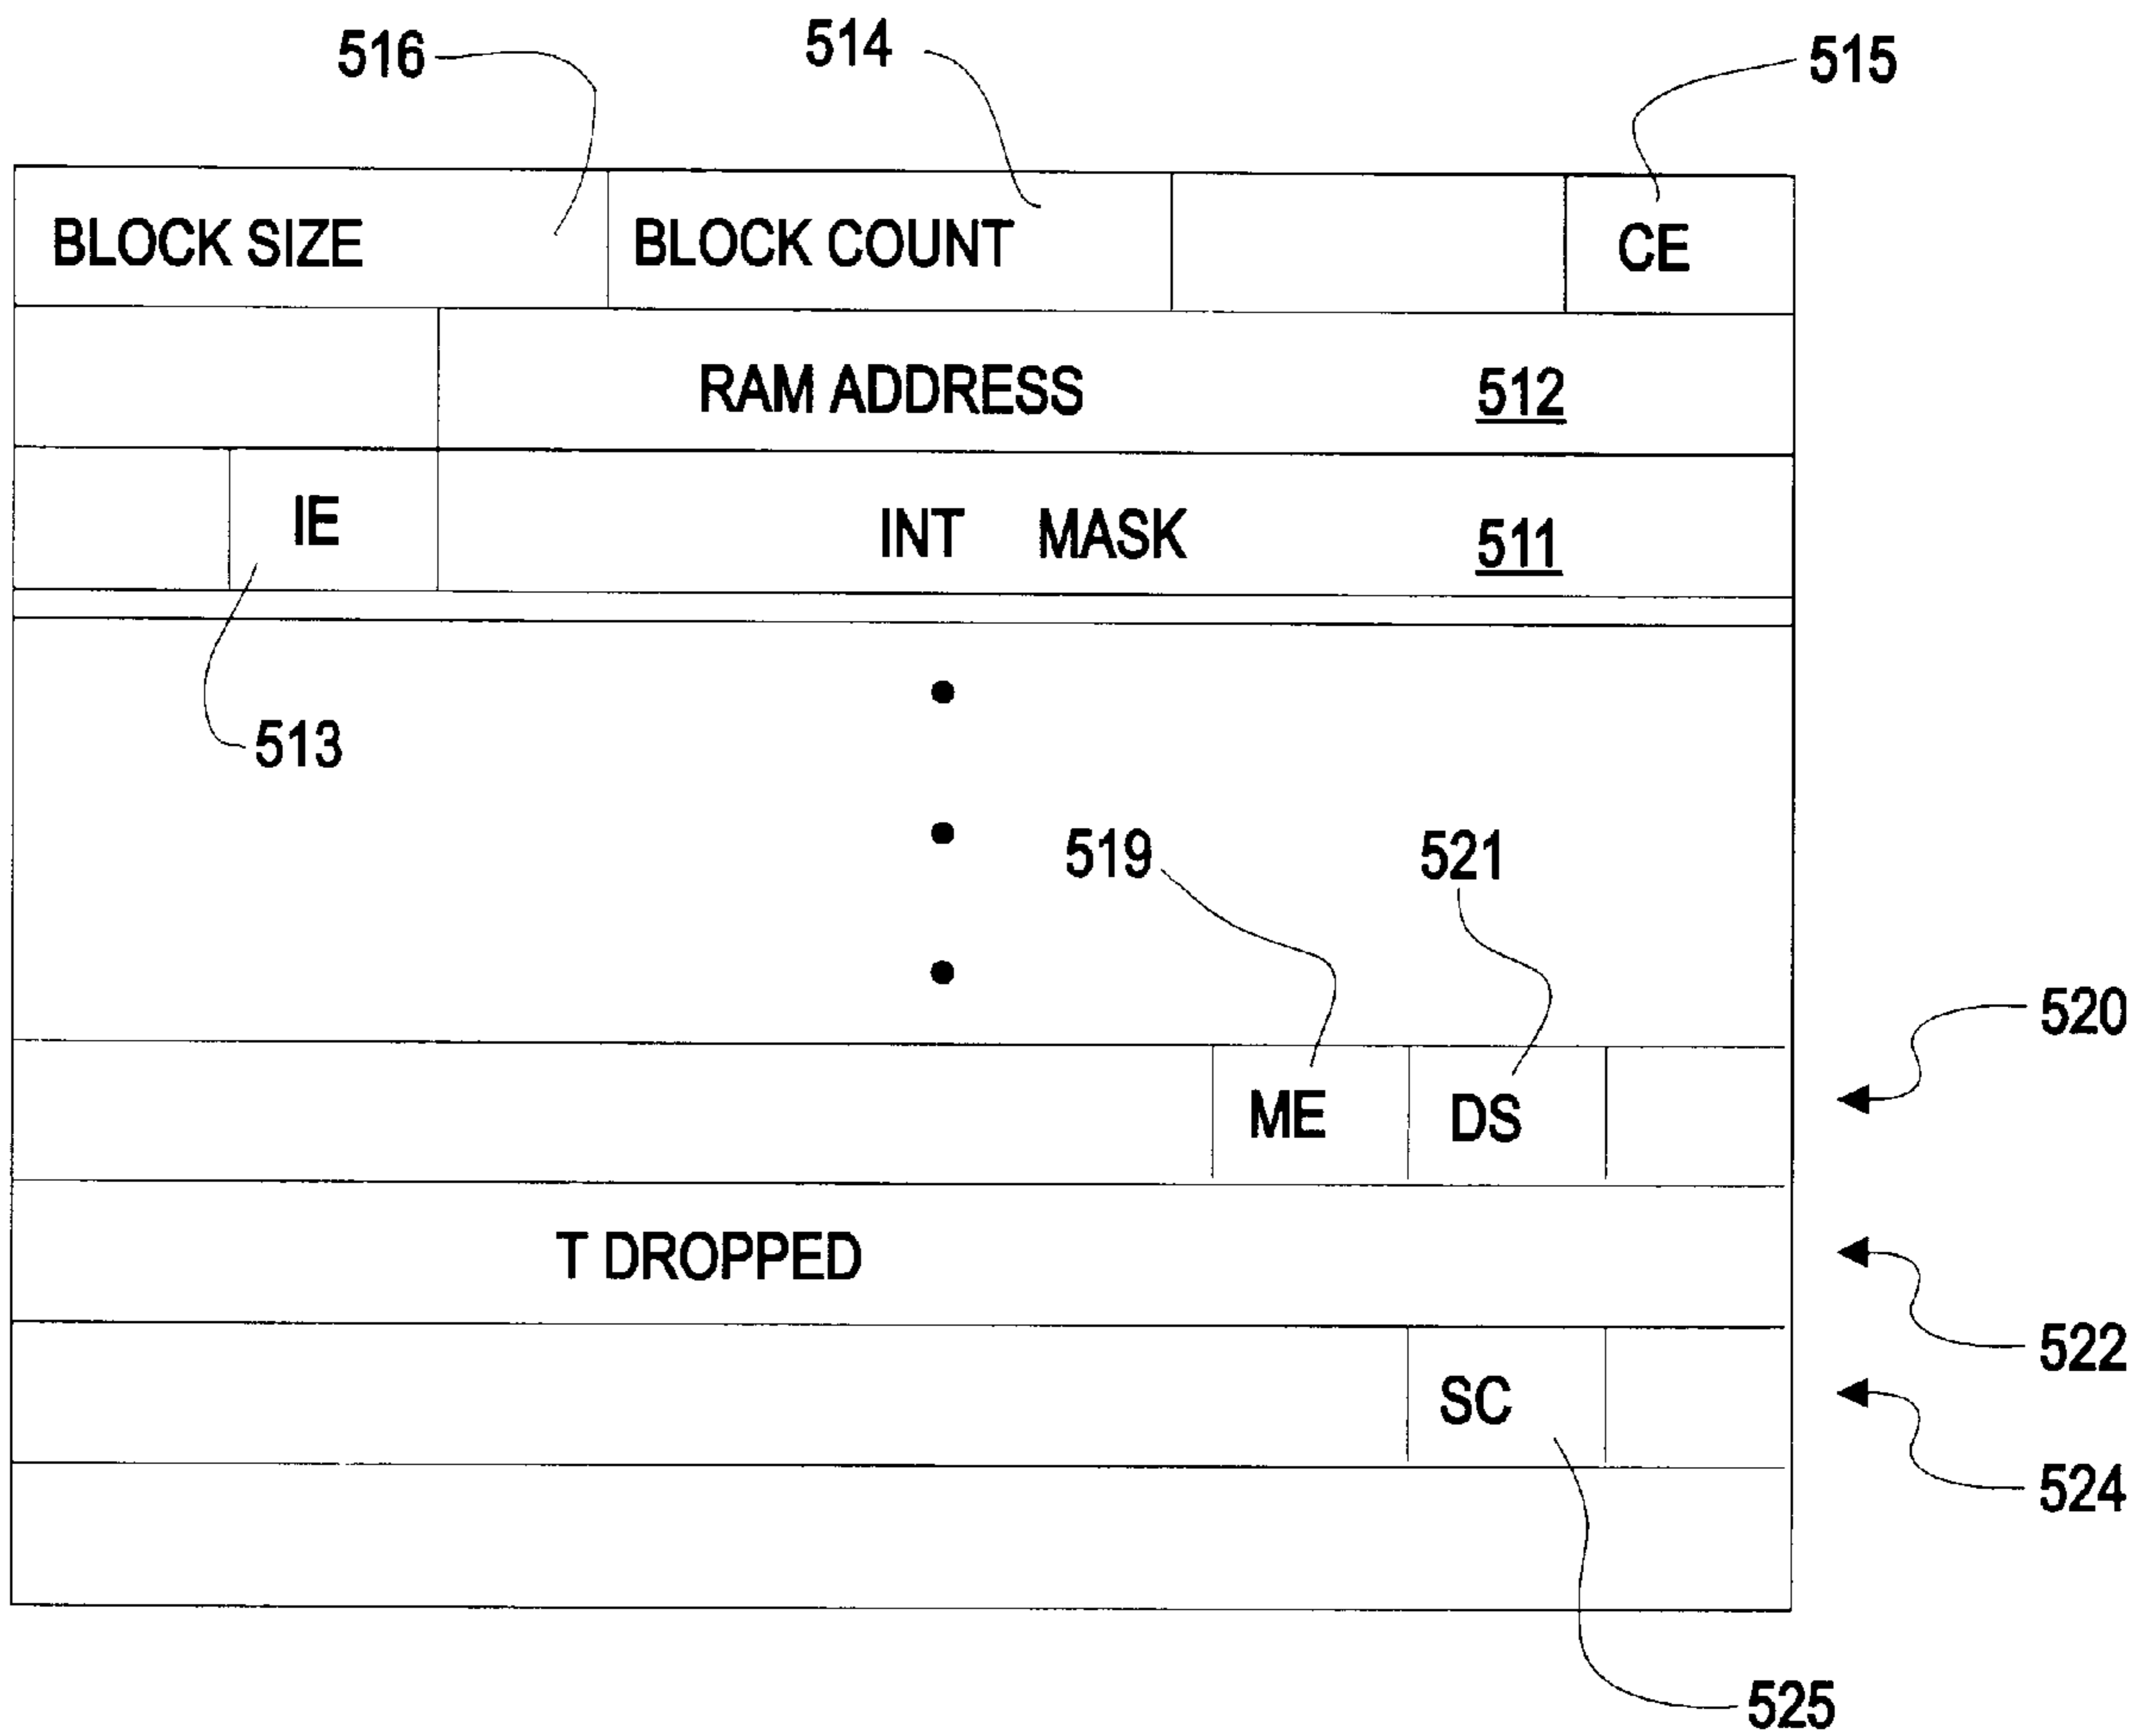 516 514 515
BLOCK SIZE BLOCK COUNT CE
RAM ADDRESS 512
IE INT MASK 511
513
519 521
520
ME DS
T DROPPED
522
SC
524
525